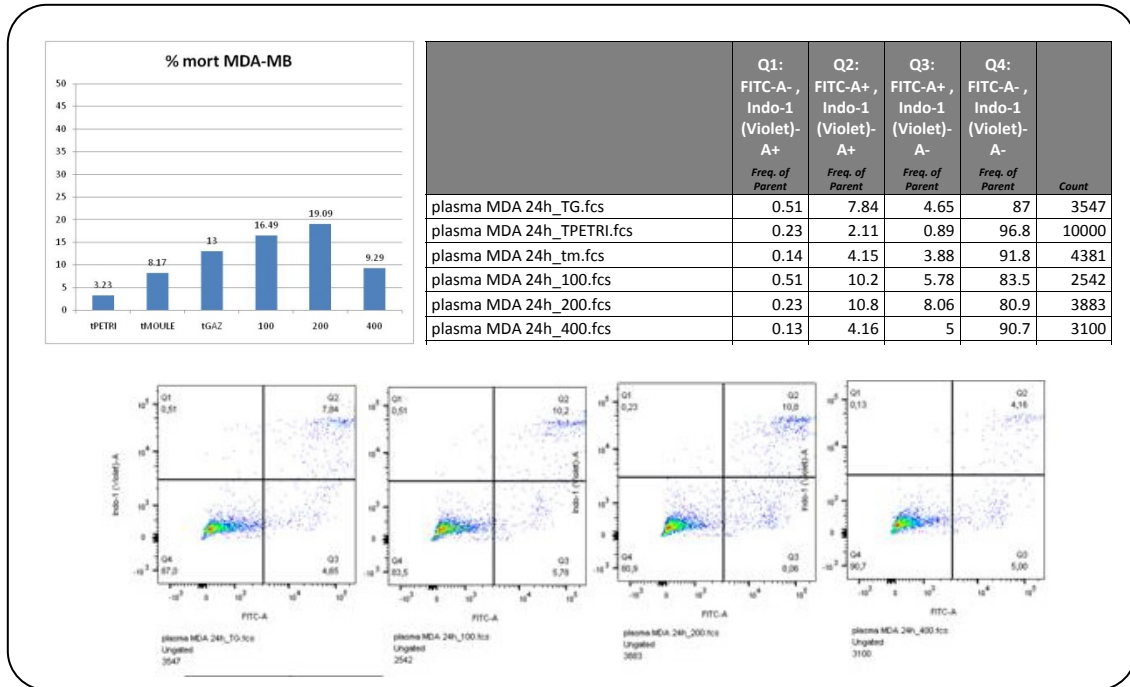 % mort MDA-MB
50
45
40
35
30
25
20
15
10
5
0
3.23
8.17
13
16.49
19.09
9.29
tPETRI tMOULE tGAZ 100 200 400
Q1: FITC-A- , Indo-1 (Violet)-A+ Freq. of Parent
Q2: FITC-A+ , Indo-1 (Violet)-A+ Freq. of Parent
Q3: FITC-A+ , Indo-1 (Violet)-A- Freq. of Parent
Q4: FITC-A- , Indo-1 (Violet)-A- Freq. of Parent
Count
plasma MDA 24h_TG.fcs 0.51 7.84 4.65 87 3547
plasma MDA 24h_TPETRI.fcs 0.23 2.11 0.89 96.8 10000
plasma MDA 24h_tm.fcs 0.14 4.15 3.88 91.8 4381
plasma MDA 24h_100.fcs 0.51 10.2 5.78 83.5 2542
plasma MDA 24h_200.fcs 0.23 10.8 8.06 80.9 3883
plasma MDA 24h_400.fcs 0.13 4.16 5 90.7 3100
Q1
0,51
Q2
7,84
Q4
87,0
Q3
4,65
Indo-1 (Violet)-A
FITC-A
plasma MDA 24h_TG.fcs
Ungated
3547
Q1
0,51
Q2
10,2
Q4
83,5
Q3
5,78
FITC-A
plasma MDA 24h_100.fcs
Ungated
2542
Q1
0,23
Q2
10,8
Q4
80,9
Q3
8,06
Indo-1 (Violet)-A
FITC-A
plasma MDA 24h_200.fcs
Ungated
3883
Q1
0,13
Q2
4,16
Q4
90,7
Q3
5,00
Indo-1 (Violet)-A
FITC-A
plasma MDA 24h_400.fcs
Ungated
3100